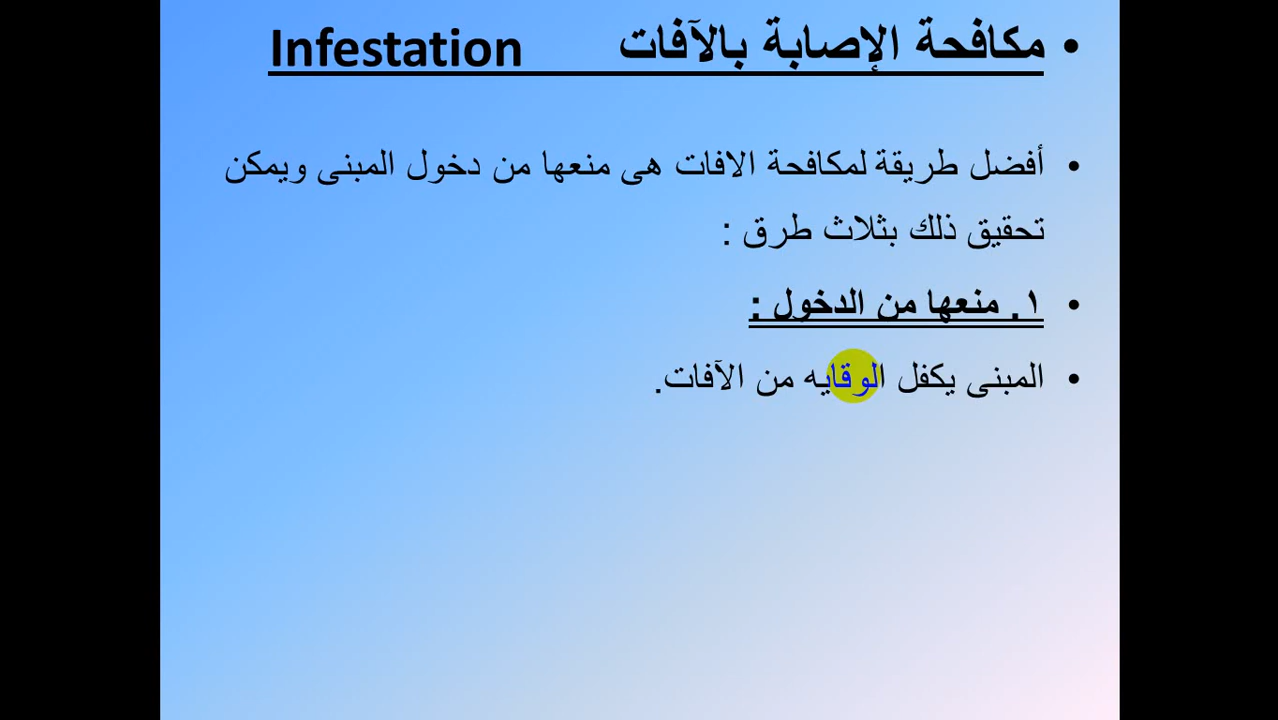 • مكافحة الإصابة بالآفات Infestation
• أفضل طريقة لمكافحة الافات هى منعها من دخول المبنى ويمكن
تحقيق ذلك بثلاث طرق :
• ١. منعها من الدخول :
• المبنى يكفل الوقايه من الآفات.